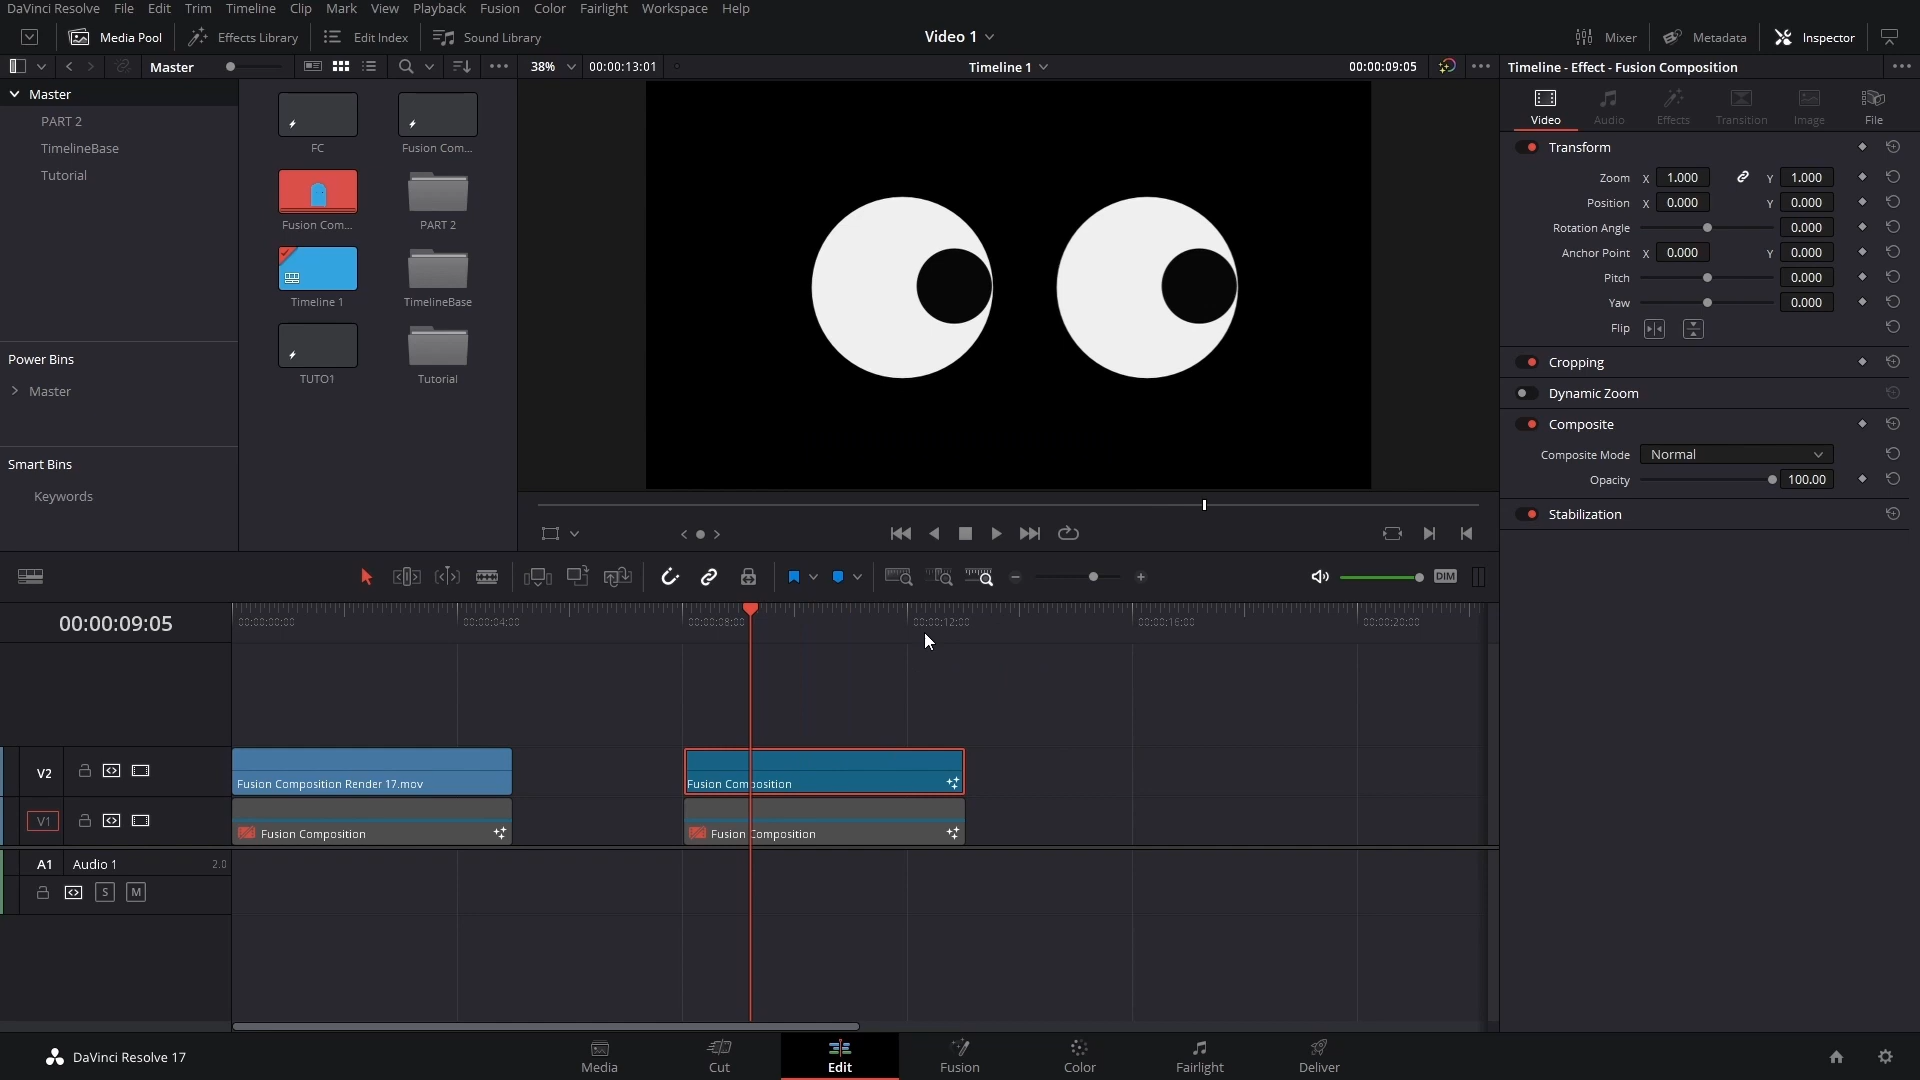 DaVinci Resolve File Edit Trim Timeline Clip Mark View Playback Fusion Color Fairlight Workspace Help
Media Pool Effects Library Edit Index Sound Library Video 1 Mixer Metadata Inspector
Master 38% 00:00:13:01 Timeline 1 00:00:09:05 Timeline - Effect - Fusion Composition
Master
PART 2
TimelineBase
Tutorial
Power Bins
Master
Smart Bins
Keywords
FC Fusion Com...
Fusion Com... PART 2
Timeline 1 TimelineBase
TUTO1 Tutorial
Video Audio Effects Transition Image File
Transform
Zoom X 1.000 Y 1.000
Position X 0.000 Y 0.000
Rotation Angle 0.000
Anchor Point X 0.000 Y 0.000
Pitch 0.000
Yaw 0.000
Flip
Cropping
Dynamic Zoom
Composite
Composite Mode Normal
Opacity 100.00
Stabilization
DIM
00:00:09:05 00:00:00:00 00:00:04:00 00:00:08:00 00:00:12:00 00:00:16:00 00:00:20:00
V2 Fusion Composition Render 17.mov Fusion Composition
V1 Fusion Composition Fusion Composition
A1 Audio 1 2.0
S M
DaVinci Resolve 17 Media Cut Edit Fusion Color Fairlight Deliver